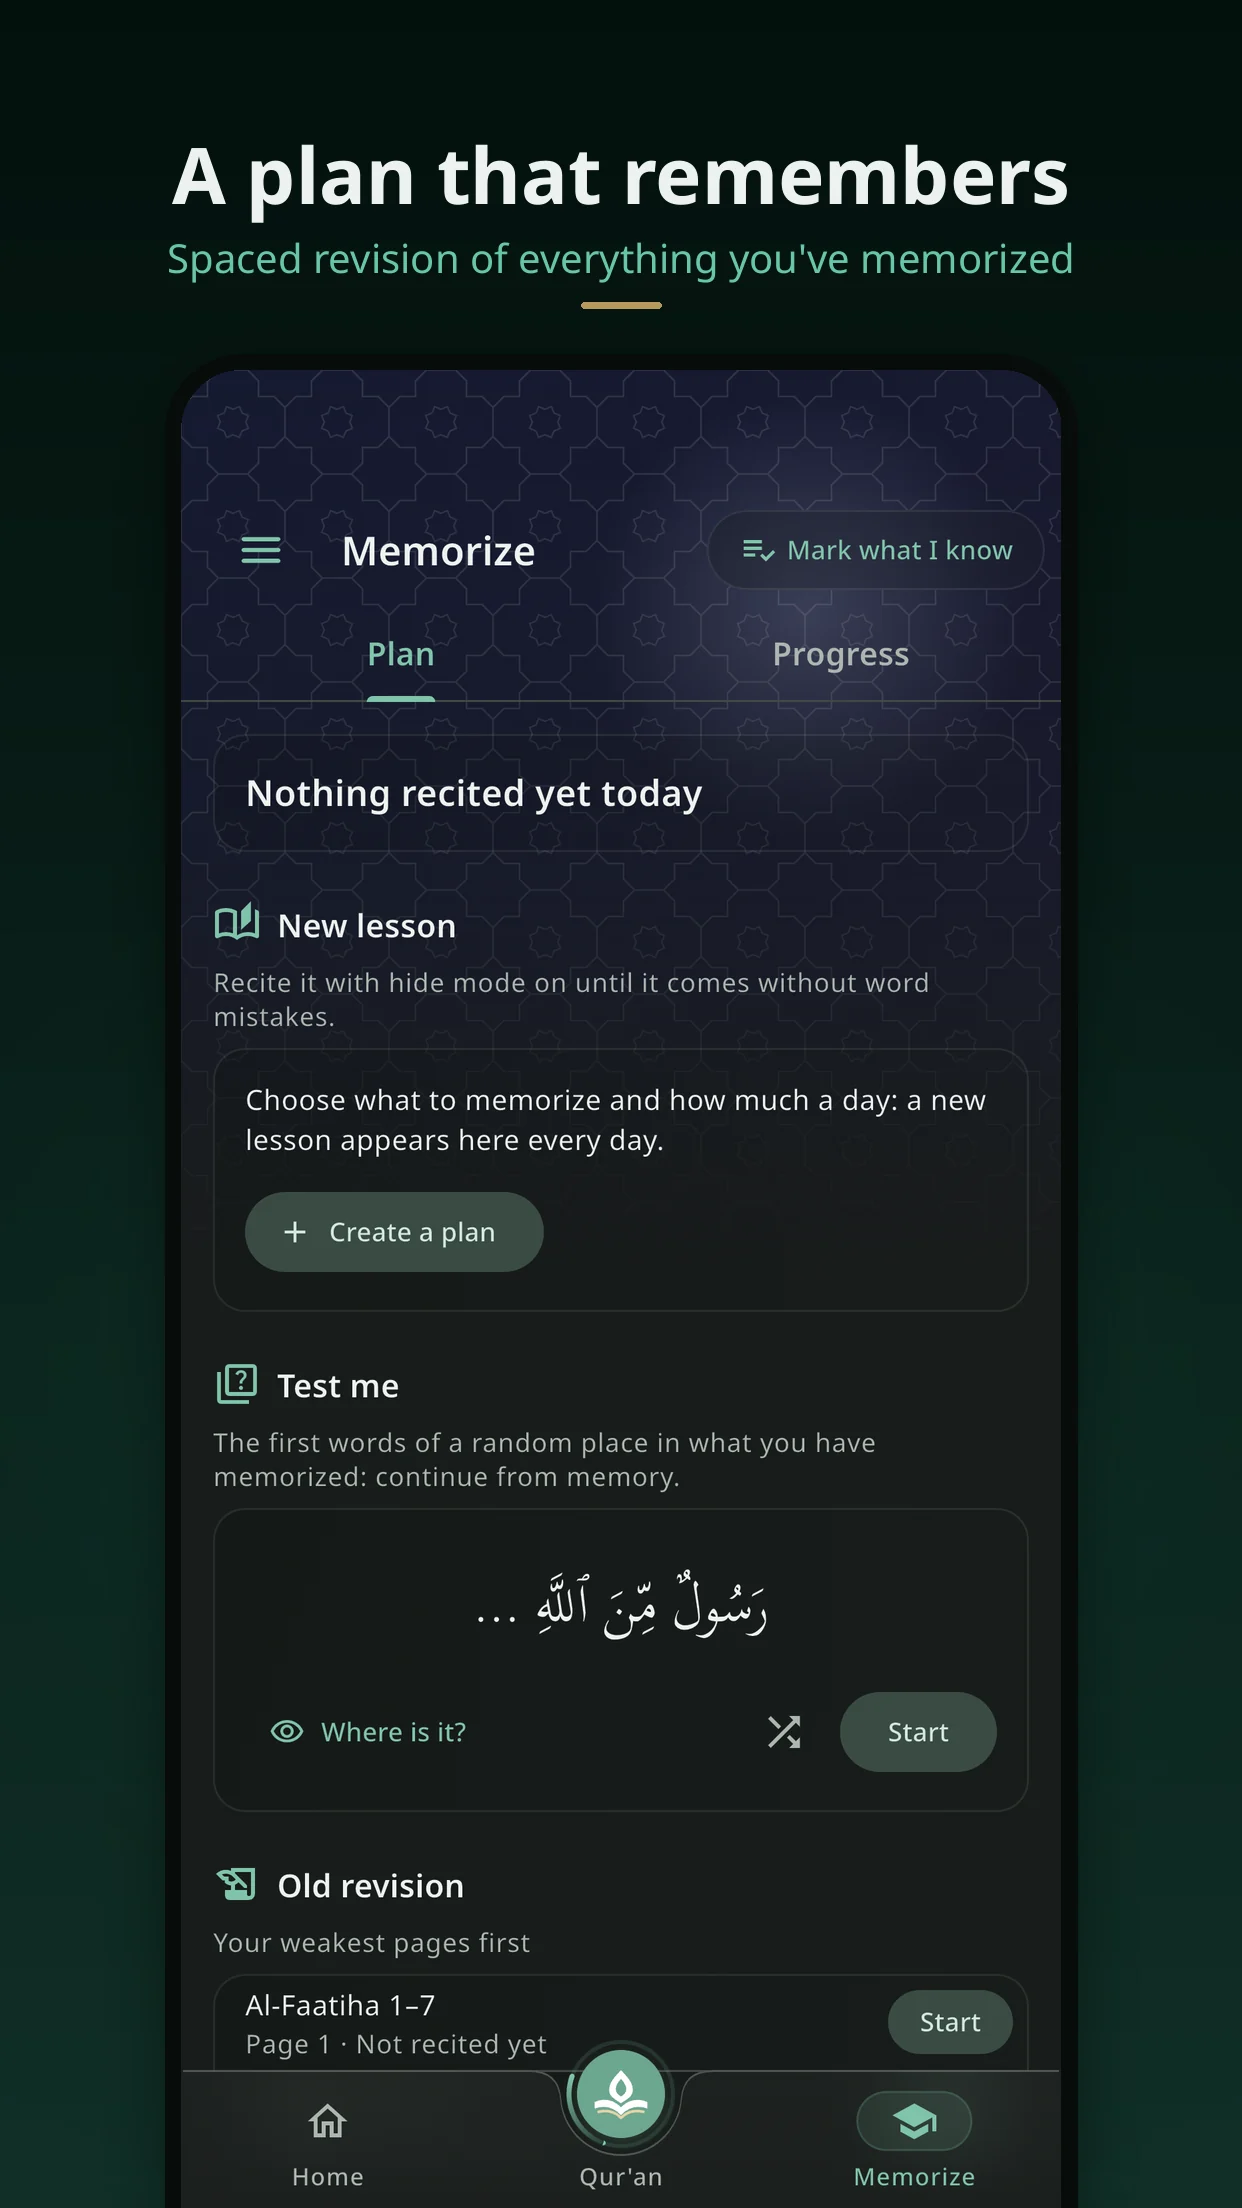 A plan that remembers
Spaced revision of everything you've memorized
Memorize
Mark what I know
Plan
Progress
Nothing recited yet today
New lesson
Recite it with hide mode on until it comes without word
mistakes.
Choose what to memorize and how much a day: a new
lesson appears here every day.
+ Create a plan
Test me
The first words of a random place in what you have
memorized: continue from memory.
رَسُولٌ مِّنَ ٱللَّهِ ...
Where is it?
Start
Old revision
Your weakest pages first
Al-Faatiha 1–7
Start
Page 1 · Not recited yet
Home
Qur'an
Memorize